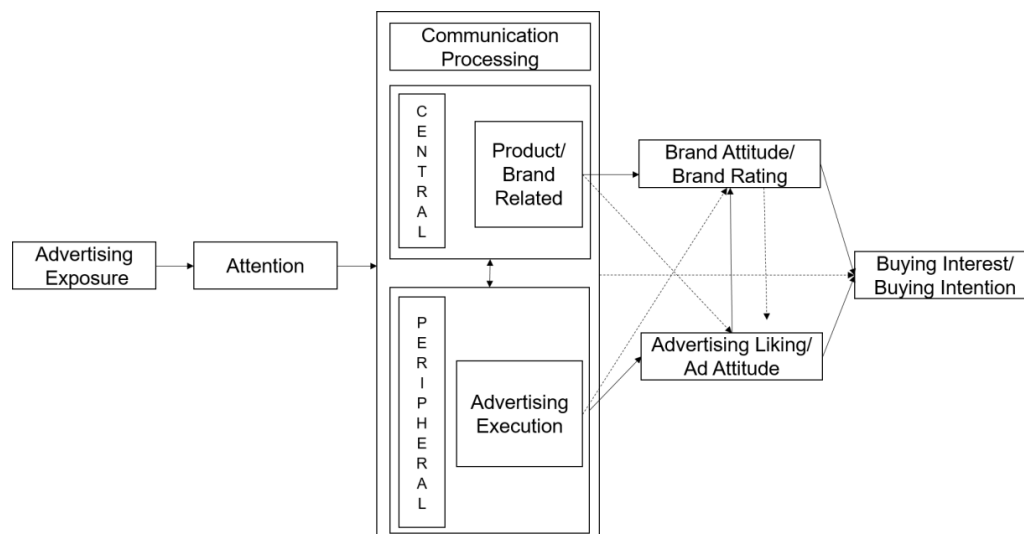 Communication
Processing
C
E
N
T
R
A
L
Product/
Brand
Related
Brand Attitude/
Brand Rating
Advertising
Exposure
Attention
Buying Interest/
Buying Intention
P
E
R
I
P
H
E
R
A
L
Advertising
Execution
Advertising Liking/
Ad Attitude